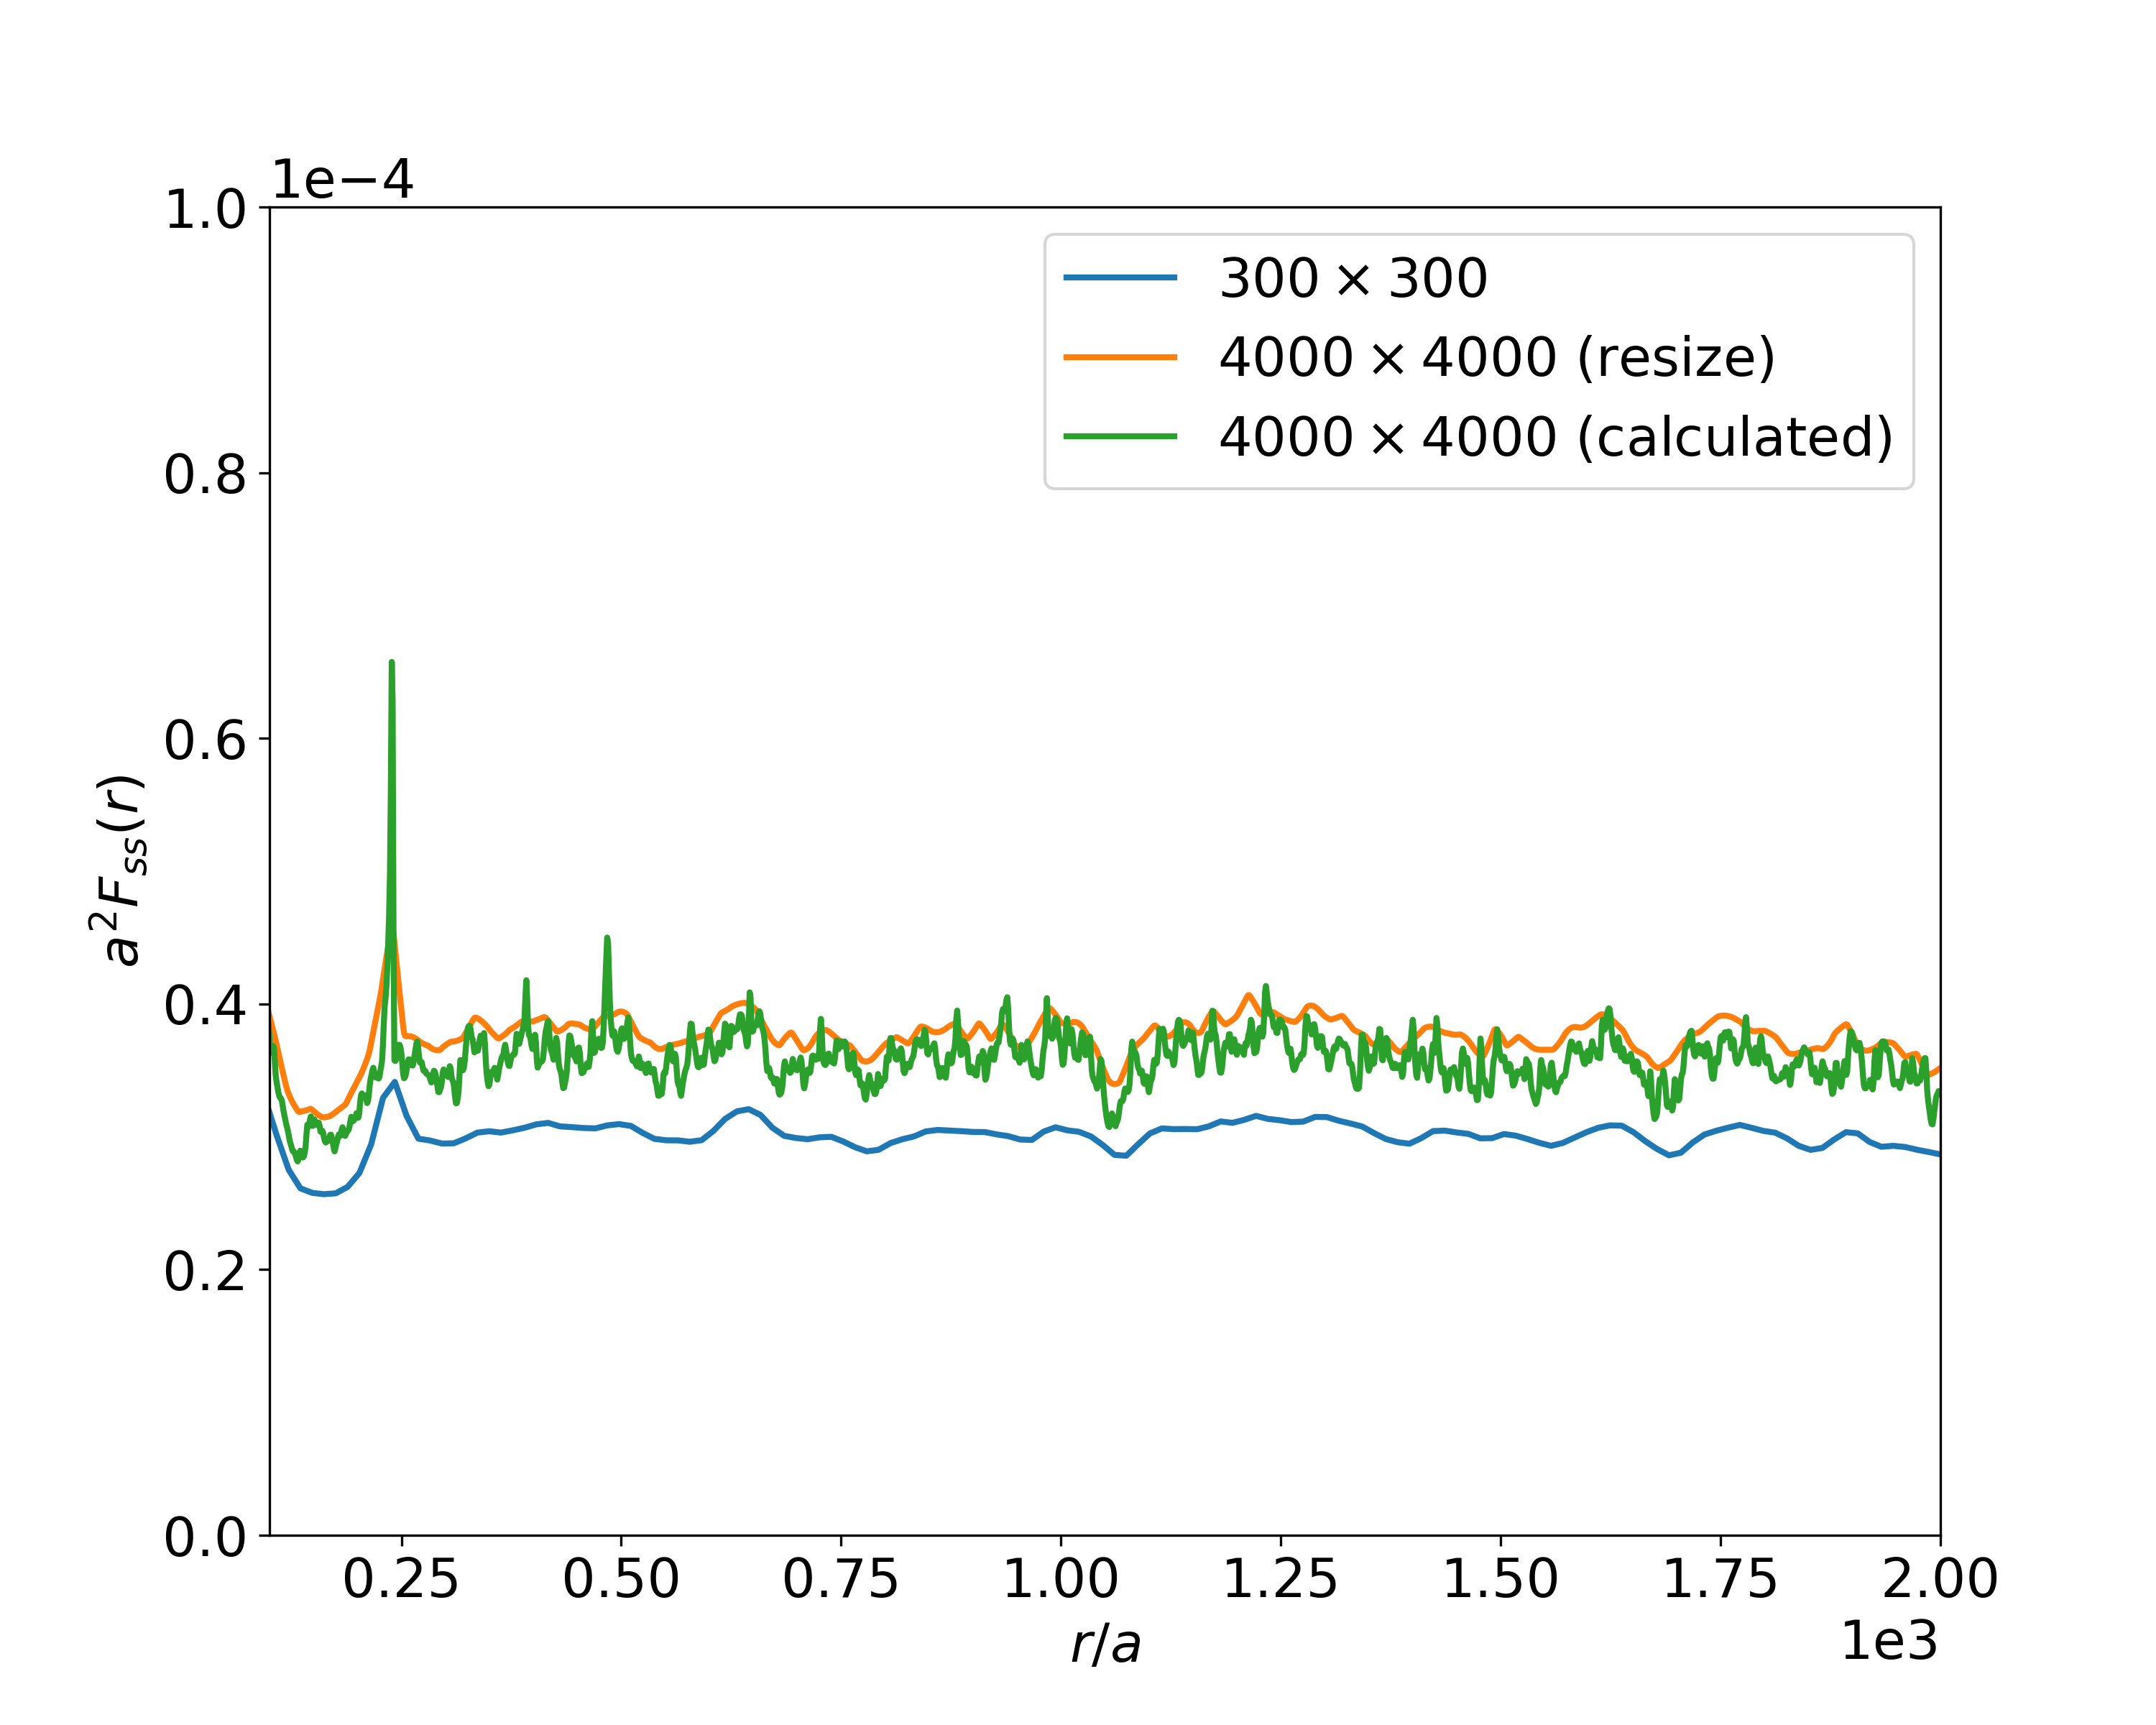 1e−4
1.0
0.8
0.6
0.4
0.2
0.0
a²F_{ss}(r)
300 × 300
4000 × 4000 (resize)
4000 × 4000 (calculated)
0.25 0.50 0.75 1.00 1.25 1.50 1.75 2.00
r/a
1e3